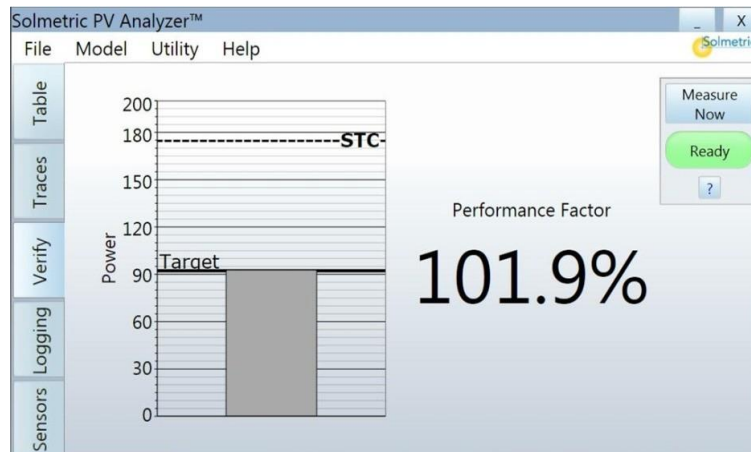 Solmetric PV Analyzer™
_ X
File Model Utility Help
Solmetri
Table
Traces
Verify
Logging
Sensors
Power
200
180
150
120
90
60
30
0
STC
Target
Performance Factor
101.9%
Measure
Now
Ready
?